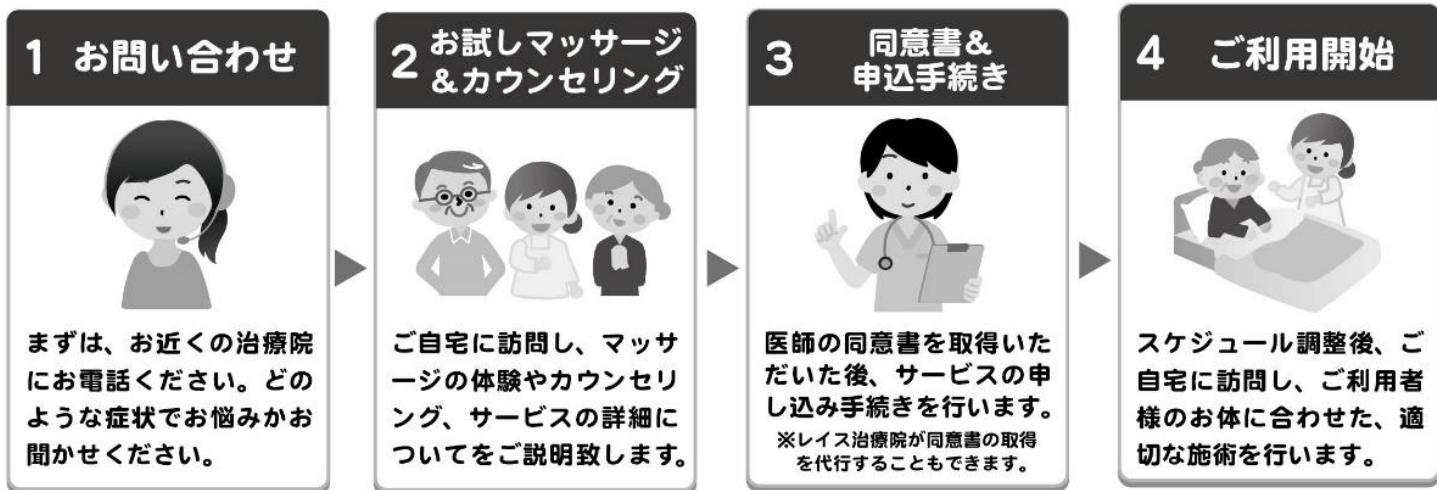 1 お問い合わせ
まずは、お近くの治療院
にお電話ください。どの
ような症状でお悩みかお
聞かせください。
2 お試しマッサージ
&カウンセリング
ご自宅に訪問し、マッサ
ージの体験やカウンセリ
ング、サービスの詳細に
ついてをご説明致します。
3 同意書&
申込手続き
医師の同意書を取得いた
だいた後、サービスの申
し込み手続きを行います。
※レイス治療院が同意書の取得
を代行することもできます。
4 ご利用開始
スケジュール調整後、ご
自宅に訪問し、ご利用者
様のお体に合わせた、適
切な施術を行います。